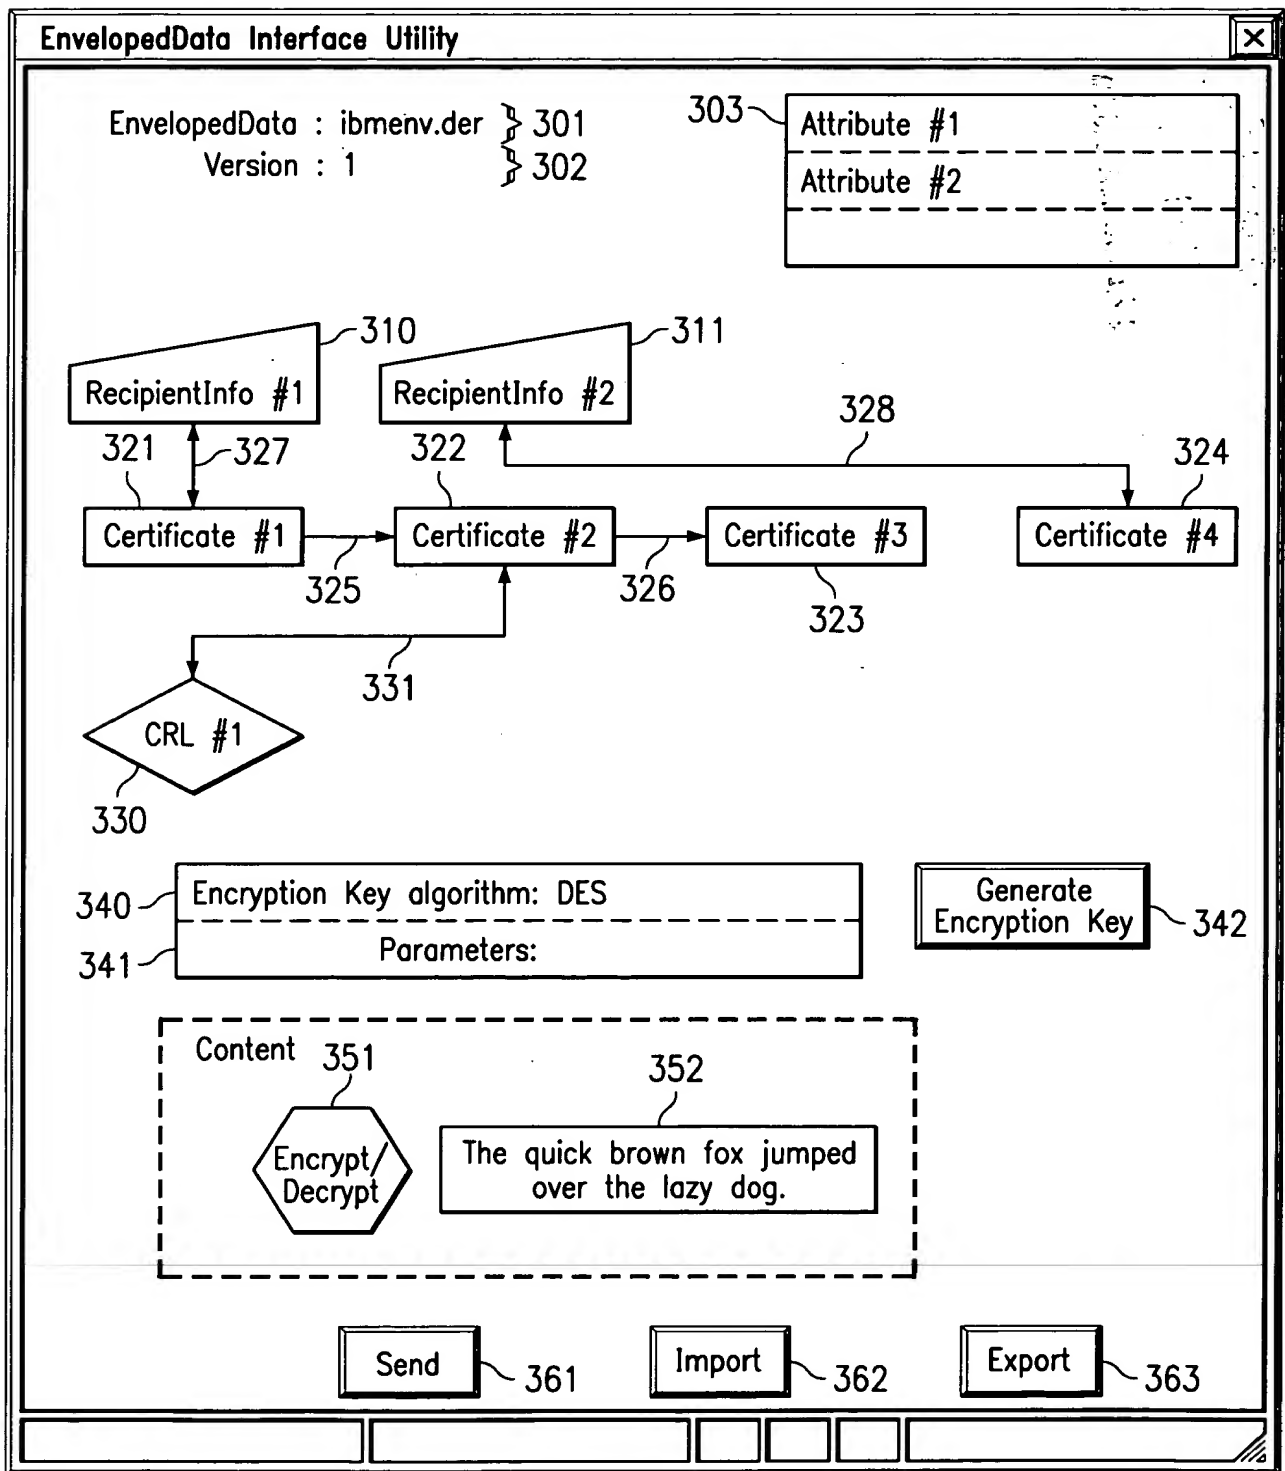 EnvelopedData Interface Utility
EnvelopedData : ibmenv.der 301
Version : 1 302
303
Attribute #1
Attribute #2
310
311
RecipientInfo #1
RecipientInfo #2
328
321
327
322
324
Certificate #1
Certificate #2
Certificate #3
Certificate #4
325
326
323
331
CRL #1
330
340
Encryption Key algorithm: DES
341
Parameters:
Generate
Encryption Key
342
Content
351
352
Encrypt/
Decrypt
The quick brown fox jumped
over the lazy dog.
Send
361
Import
362
Export
363